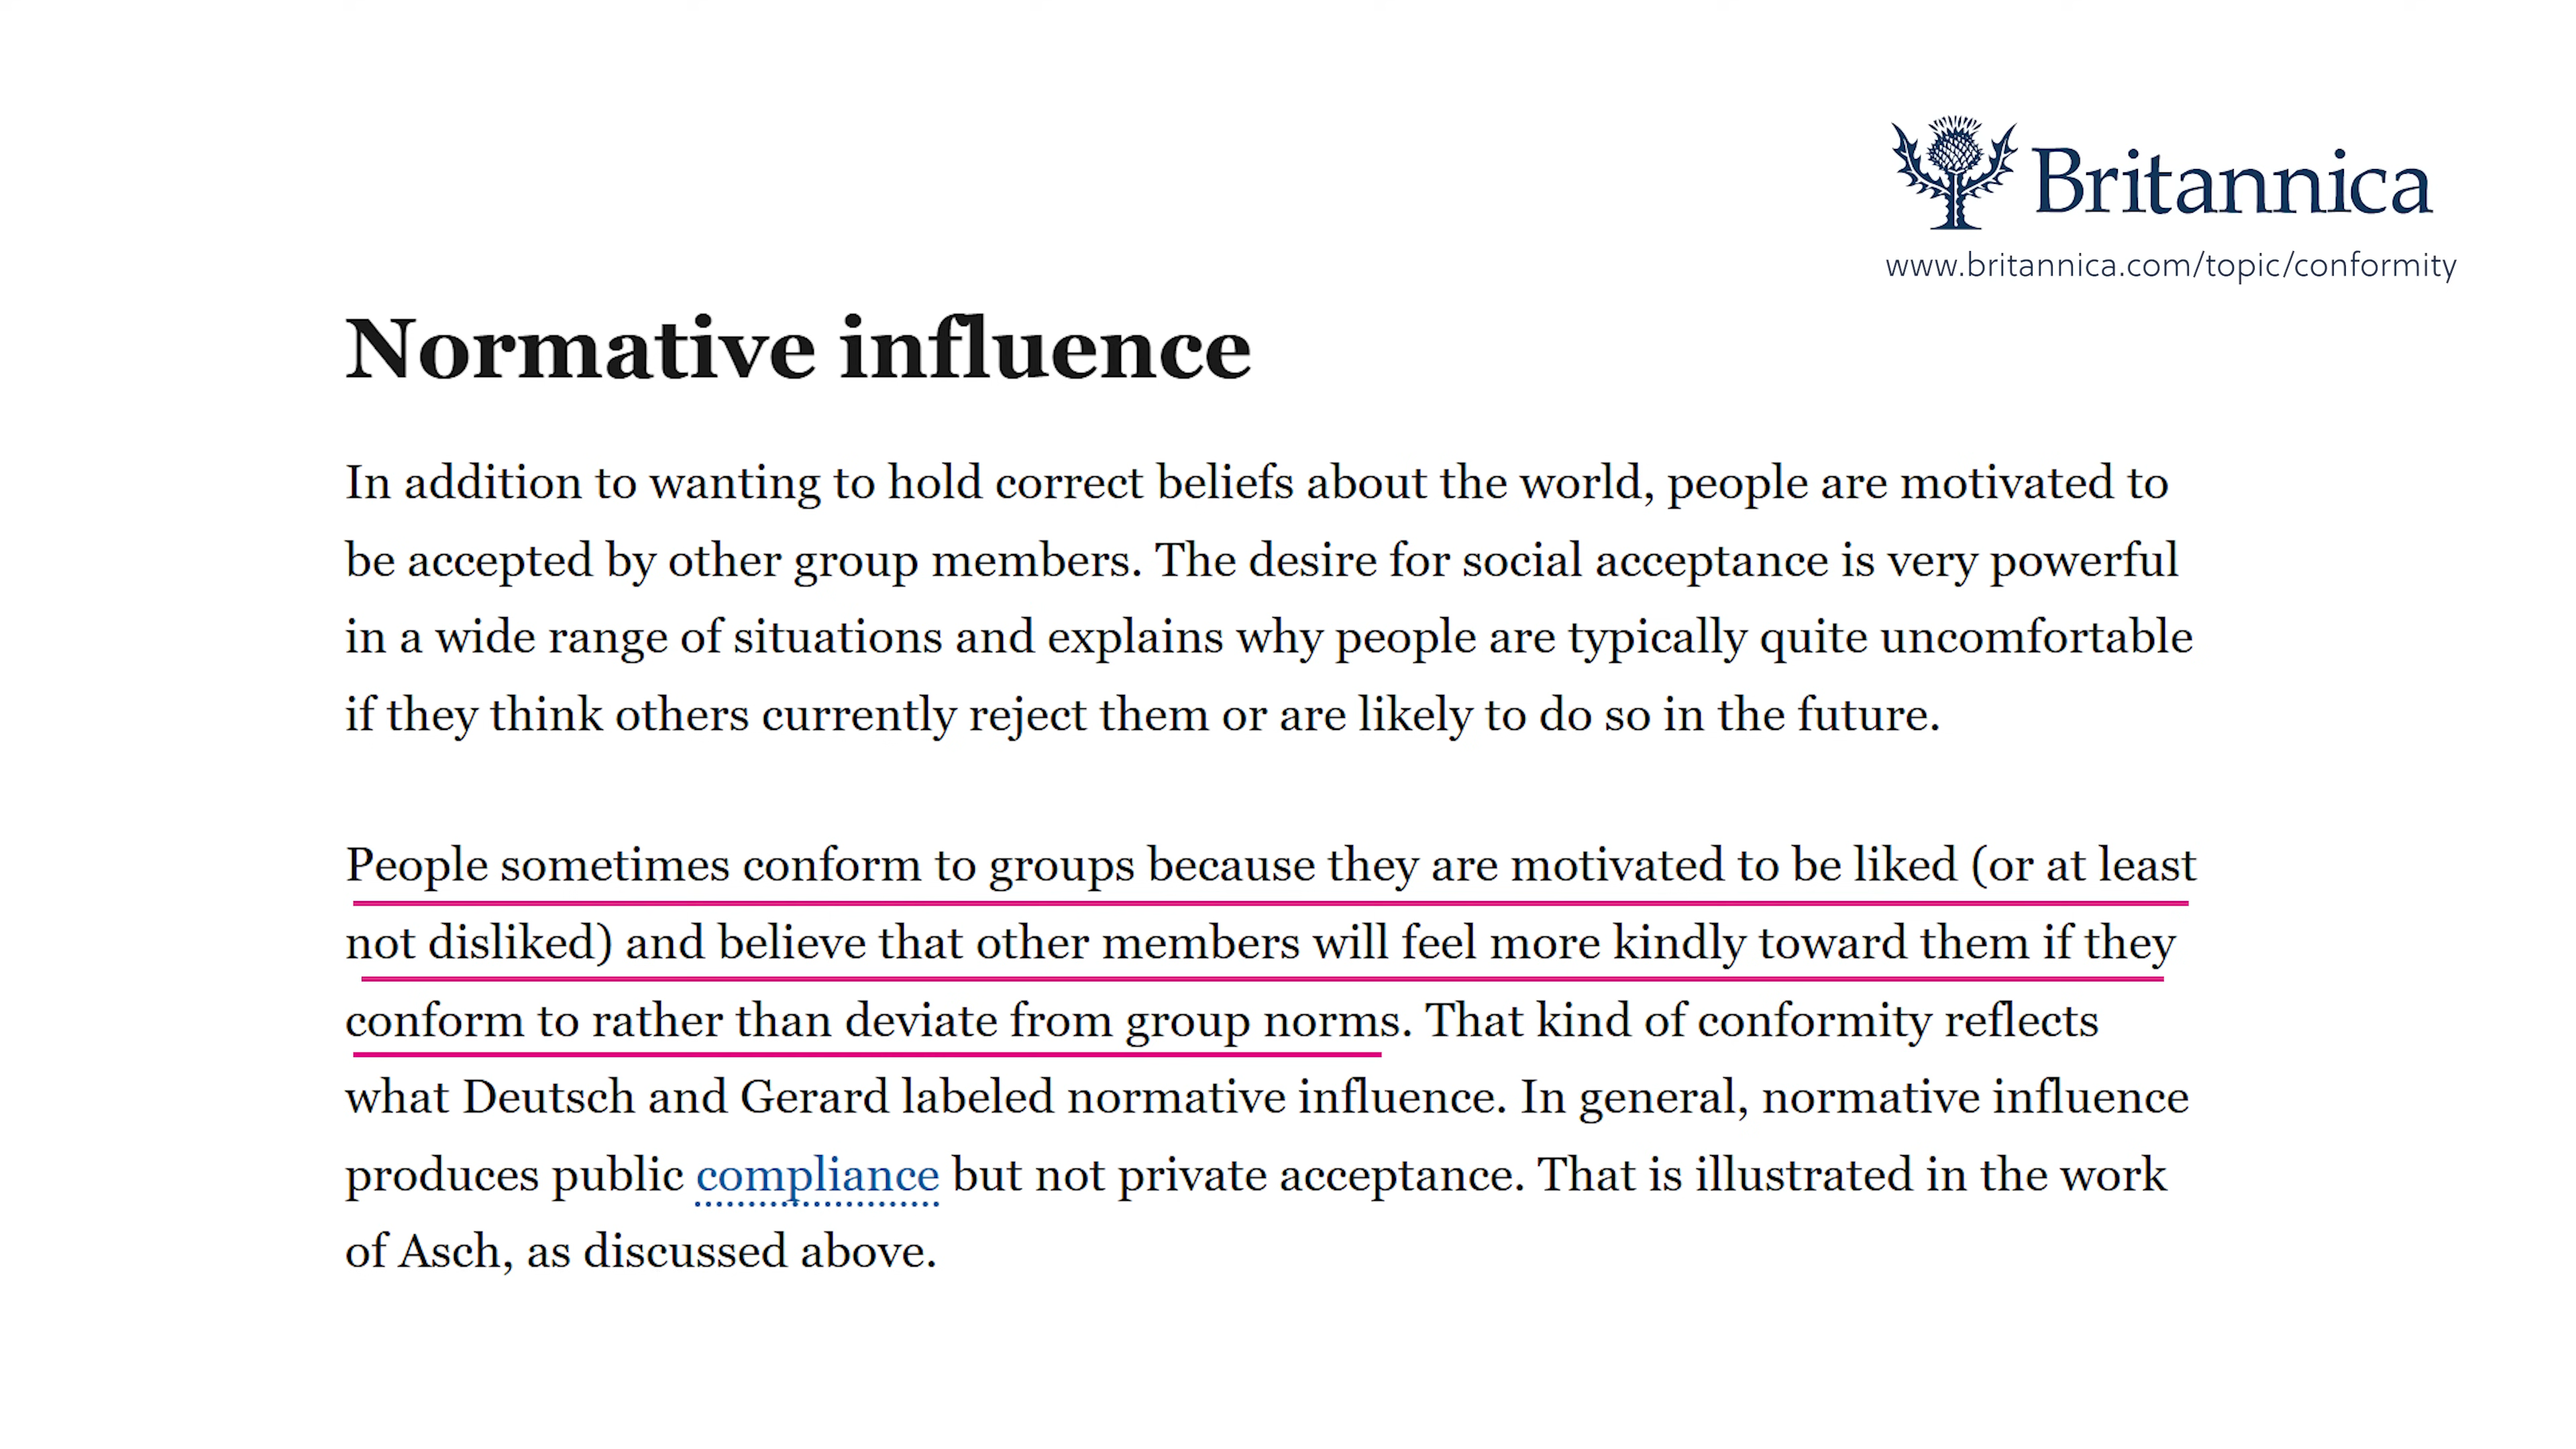 Britannica
www.britannica.com/topic/conformity
Normative influence
In addition to wanting to hold correct beliefs about the world, people are motivated to
be accepted by other group members. The desire for social acceptance is very powerful
in a wide range of situations and explains why people are typically quite uncomfortable
if they think others currently reject them or are likely to do so in the future.
People sometimes conform to groups because they are motivated to be liked (or at least
not disliked) and believe that other members will feel more kindly toward them if they
conform to rather than deviate from group norms. That kind of conformity reflects
what Deutsch and Gerard labeled normative influence. In general, normative influence
produces public compliance but not private acceptance. That is illustrated in the work
of Asch, as discussed above.